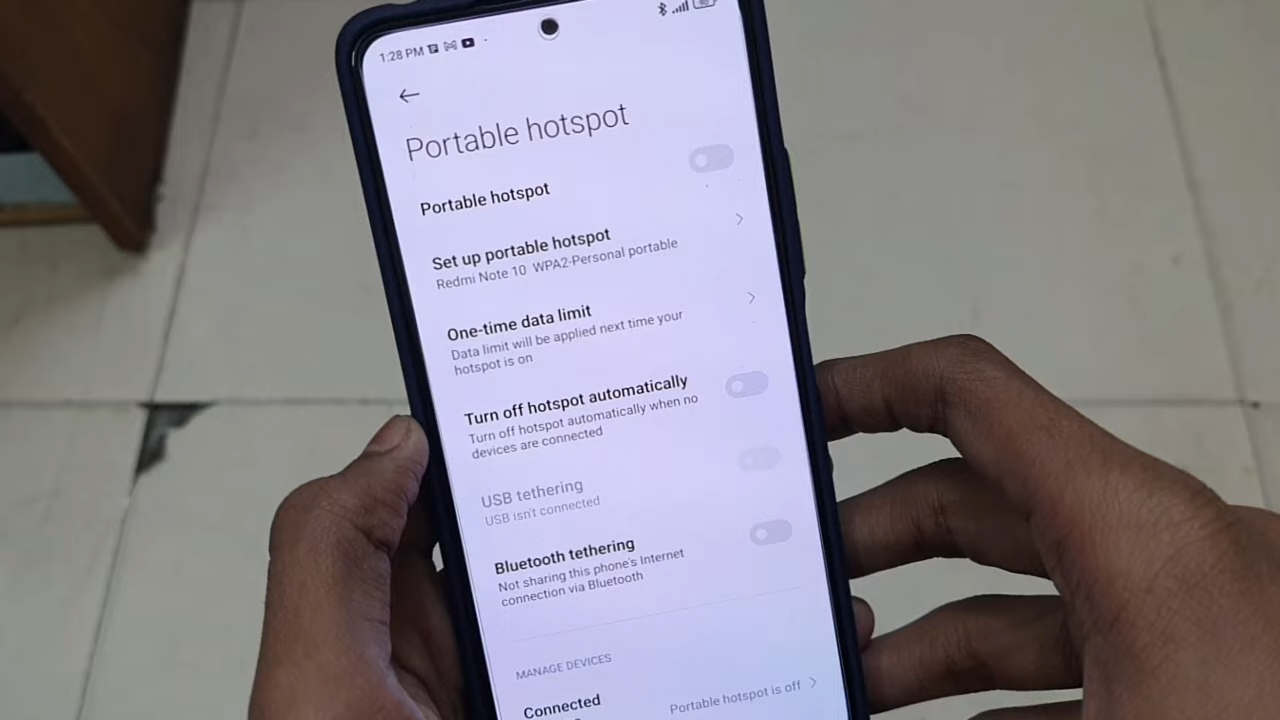 1:28 PM
Portable hotspot
Portable hotspot
Set up portable hotspot
Redmi Note 10 WPA2-Personal portable
One-time data limit
Data limit will be applied next time your
hotspot is on
Turn off hotspot automatically
Turn off hotspot automatically when no
devices are connected
USB tethering
USB isn't connected
Bluetooth tethering
Not sharing this phone's Internet
connection via Bluetooth
MANAGE DEVICES
Connected
Portable hotspot is off